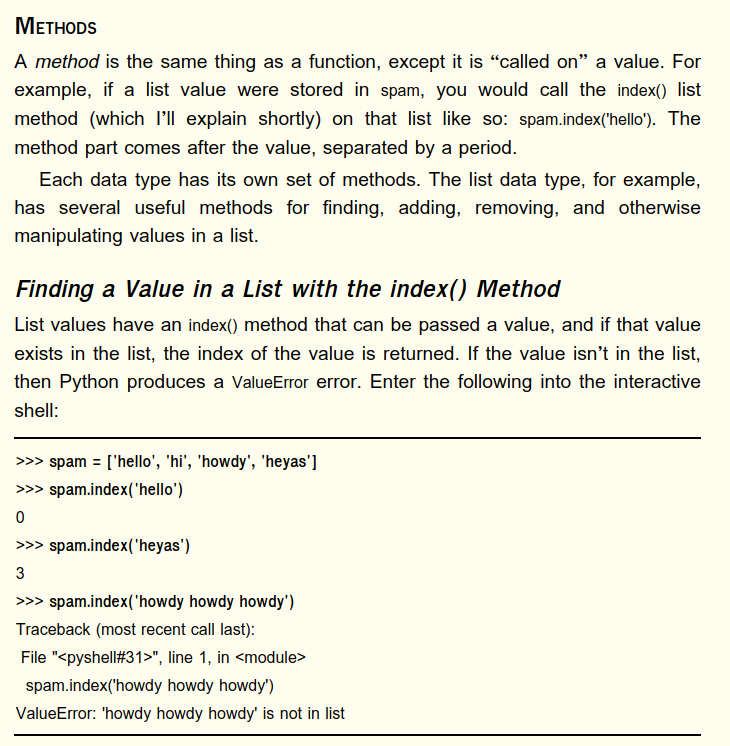 METHODS
A method is the same thing as a function, except it is “called on” a value. For
example, if a list value were stored in spam, you would call the index() list
method (which I’ll explain shortly) on that list like so: spam.index('hello'). The
method part comes after the value, separated by a period.
Each data type has its own set of methods. The list data type, for example,
has several useful methods for finding, adding, removing, and otherwise
manipulating values in a list.
Finding a Value in a List with the index() Method
List values have an index() method that can be passed a value, and if that value
exists in the list, the index of the value is returned. If the value isn’t in the list,
then Python produces a ValueError error. Enter the following into the interactive
shell:
>>> spam = ['hello', 'hi', 'howdy', 'heyas']
>>> spam.index('hello')
0
>>> spam.index('heyas')
3
>>> spam.index('howdy howdy howdy')
Traceback (most recent call last):
File "<pyshell#31>", line 1, in <module>
spam.index('howdy howdy howdy')
ValueError: 'howdy howdy howdy' is not in list